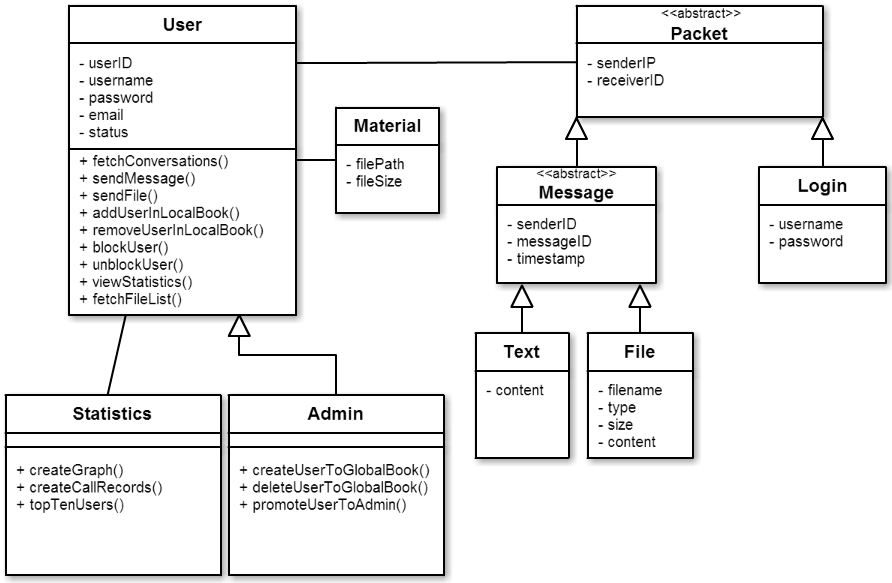 User
- userID
- username
- password
- email
- status
+ fetchConversations()
+ sendMessage()
+ sendFile()
+ addUserInLocalBook()
+ removeUserInLocalBook()
+ blockUser()
+ unblockUser()
+ viewStatistics()
+ fetchFileList()
Material
- filePath
- fileSize
<<abstract>>
Packet
- senderIP
- receiverID
<<abstract>>
Message
- senderID
- messageID
- timestamp
Login
- username
- password
Text
- content
File
- filename
- type
- size
- content
Statistics
+ createGraph()
+ createCallRecords()
+ topTenUsers()
Admin
+ createUserToGlobalBook()
+ deleteUserToGlobalBook()
+ promoteUserToAdmin()